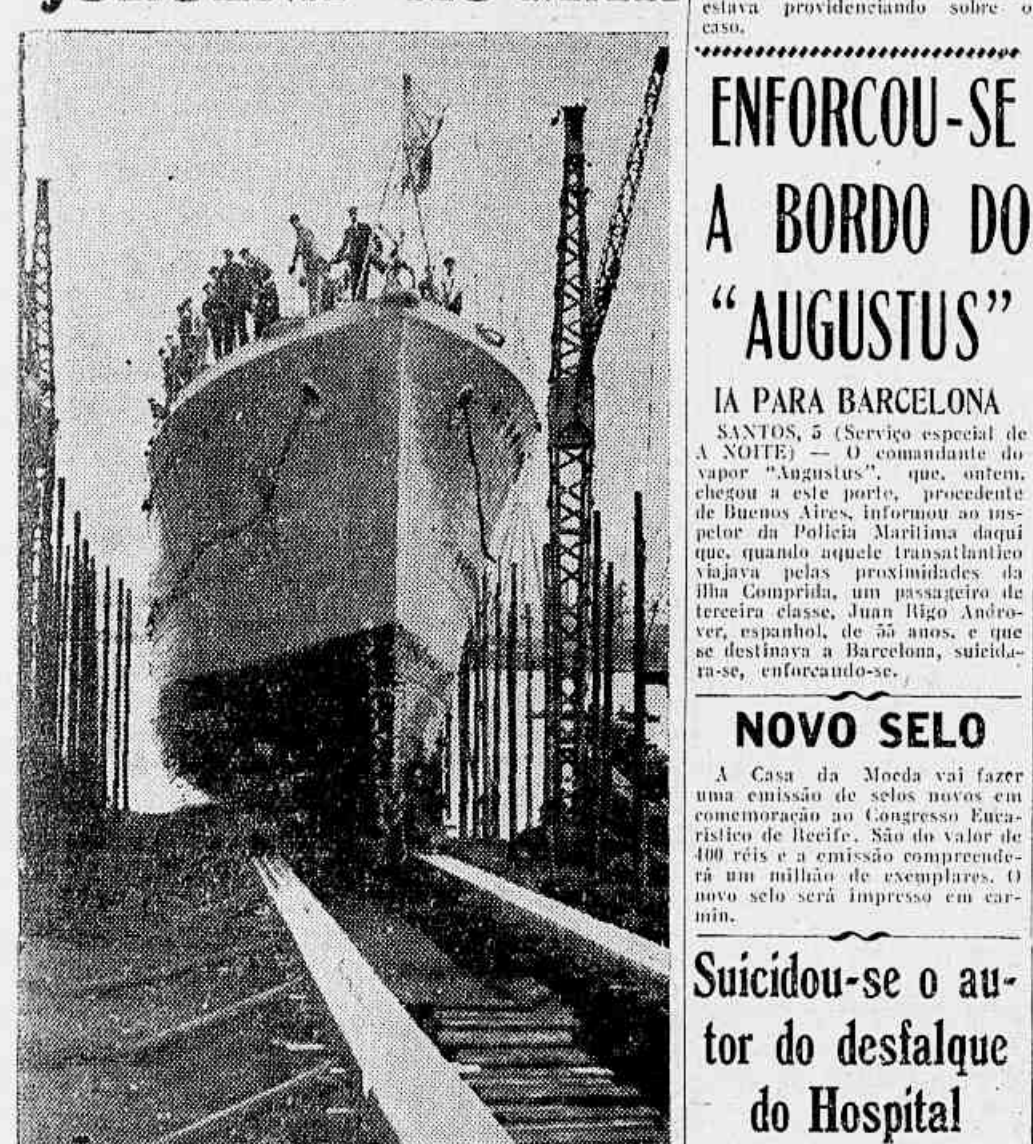 estava providenciando sobre o
caso.
ENFORCOU-SE
A BORDO DO
“AUGUSTUS”
IA PARA BARCELONA
SANTOS, 5 (Serviço especial de
A NOITE) — O comandante do
vapor "Augustus", que, ontem,
chegou a este porto, procedente
de Buenos Aires, informou ao ins-
petor da Policia Maritima daqui
que, quando aquele transatlantico
viajava pelas proximidades da
ilha Comprida, um passageiro de
terceira classe, Juan Rigo Andro-
ver, espanhol, de 55 anos, e que
se destinava a Barcelona, suicida-
ra-se, enforcando-se.
NOVO SELO
A Casa da Moeda vai fazer
uma emissão de selos novos em
comemoração ao Congresso Euca-
ristico de Recife. São do valor de
400 réis e a emissão compreende-
rá um milhão de exemplares. O
novo selo será impresso em car-
min.
Suicidou-se o au-
tor do desfalque
do Hospital